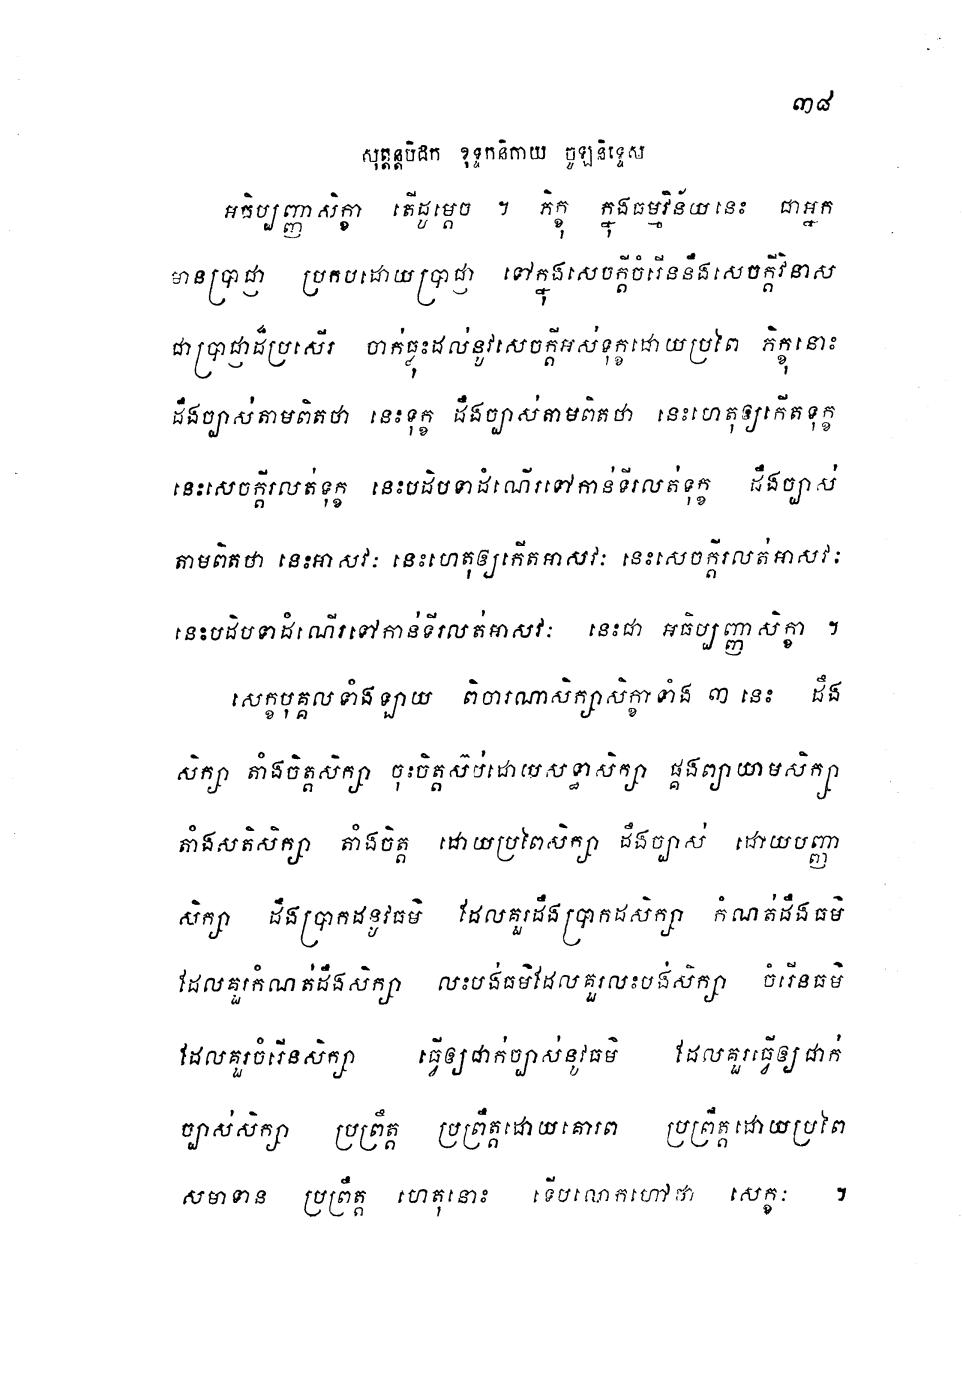 ៣៨
សុត្តន្តបិដក ខុទ្ទកនិកាយ ចូឡនិទ្ទេស
អធិប្បញ្ញាសិក្ខា តើដូម្តេច ។ ភិក្ខុ ក្នុងធម្មវិន័យនេះ ជាអ្នក
មានប្រាជ្ញា ប្រកបដោយប្រាជ្ញា ទៅក្នុងសេចក្តីចំរើននឹងសេចក្តីវិនាស
ជាប្រាជ្ញាដ៏ប្រសើរ ចាក់ធ្លុះដល់នូវសេចក្តីអស់ទុក្ខដោយប្រពៃ ភិក្ខុនោះ
ដឹងច្បាស់តាមពិតថា នេះទុក្ខ ដឹងច្បាស់តាមពិតថា នេះហេតុឲ្យកើតទុក្ខ
នេះសេចក្តីរលត់ទុក្ខ នេះបដិបទាដំណើរទៅកាន់ទីរលត់ទុក្ខ ដឹងច្បាស់
តាមពិតថា នេះអាសវៈ នេះហេតុឲ្យកើតអាសវៈ នេះសេចក្តីរលត់អាសវៈ
នេះបដិបទាដំណើរទៅកាន់ទីរលត់អាសវៈ នេះជា អធិប្បញ្ញាសិក្ខា ។
សេក្ខបុគ្គលទាំងឡាយ ពិចារណាសិក្សាសិក្ខាទាំង ៣ នេះ ដឹង
សិក្សា តាំងចិត្តសិក្សា ចុះចិត្តស៊ប់ដោយសទ្ធាសិក្សា ផ្គងព្យាយាមសិក្សា
តាំងសតិសិក្សា តាំងចិត្ត ដោយប្រពៃសិក្សា ដឹងច្បាស់ ដោយបញ្ញា
សិក្សា ដឹងប្រាកដនូវធម៌ ដែលគួរដឹងប្រាកដសិក្សា កំណត់ដឹងធម៌
ដែលគួរកំណត់ដឹងសិក្សា លះបង់ធម៌ដែលគួរលះបង់សិក្សា ចំរើនធម៌
ដែលគួរចំរើនសិក្សា ធ្វើឲ្យជាក់ច្បាស់នូវធម៌ ដែលគួរធ្វើឲ្យជាក់
ច្បាស់សិក្សា ប្រព្រឹត្ត ប្រព្រឹត្តដោយគោរព ប្រព្រឹត្តដោយប្រពៃ
សមាទាន ប្រព្រឹត្ត ហេតុនោះ ទើបលោកហៅថា សេក្ខៈ ។